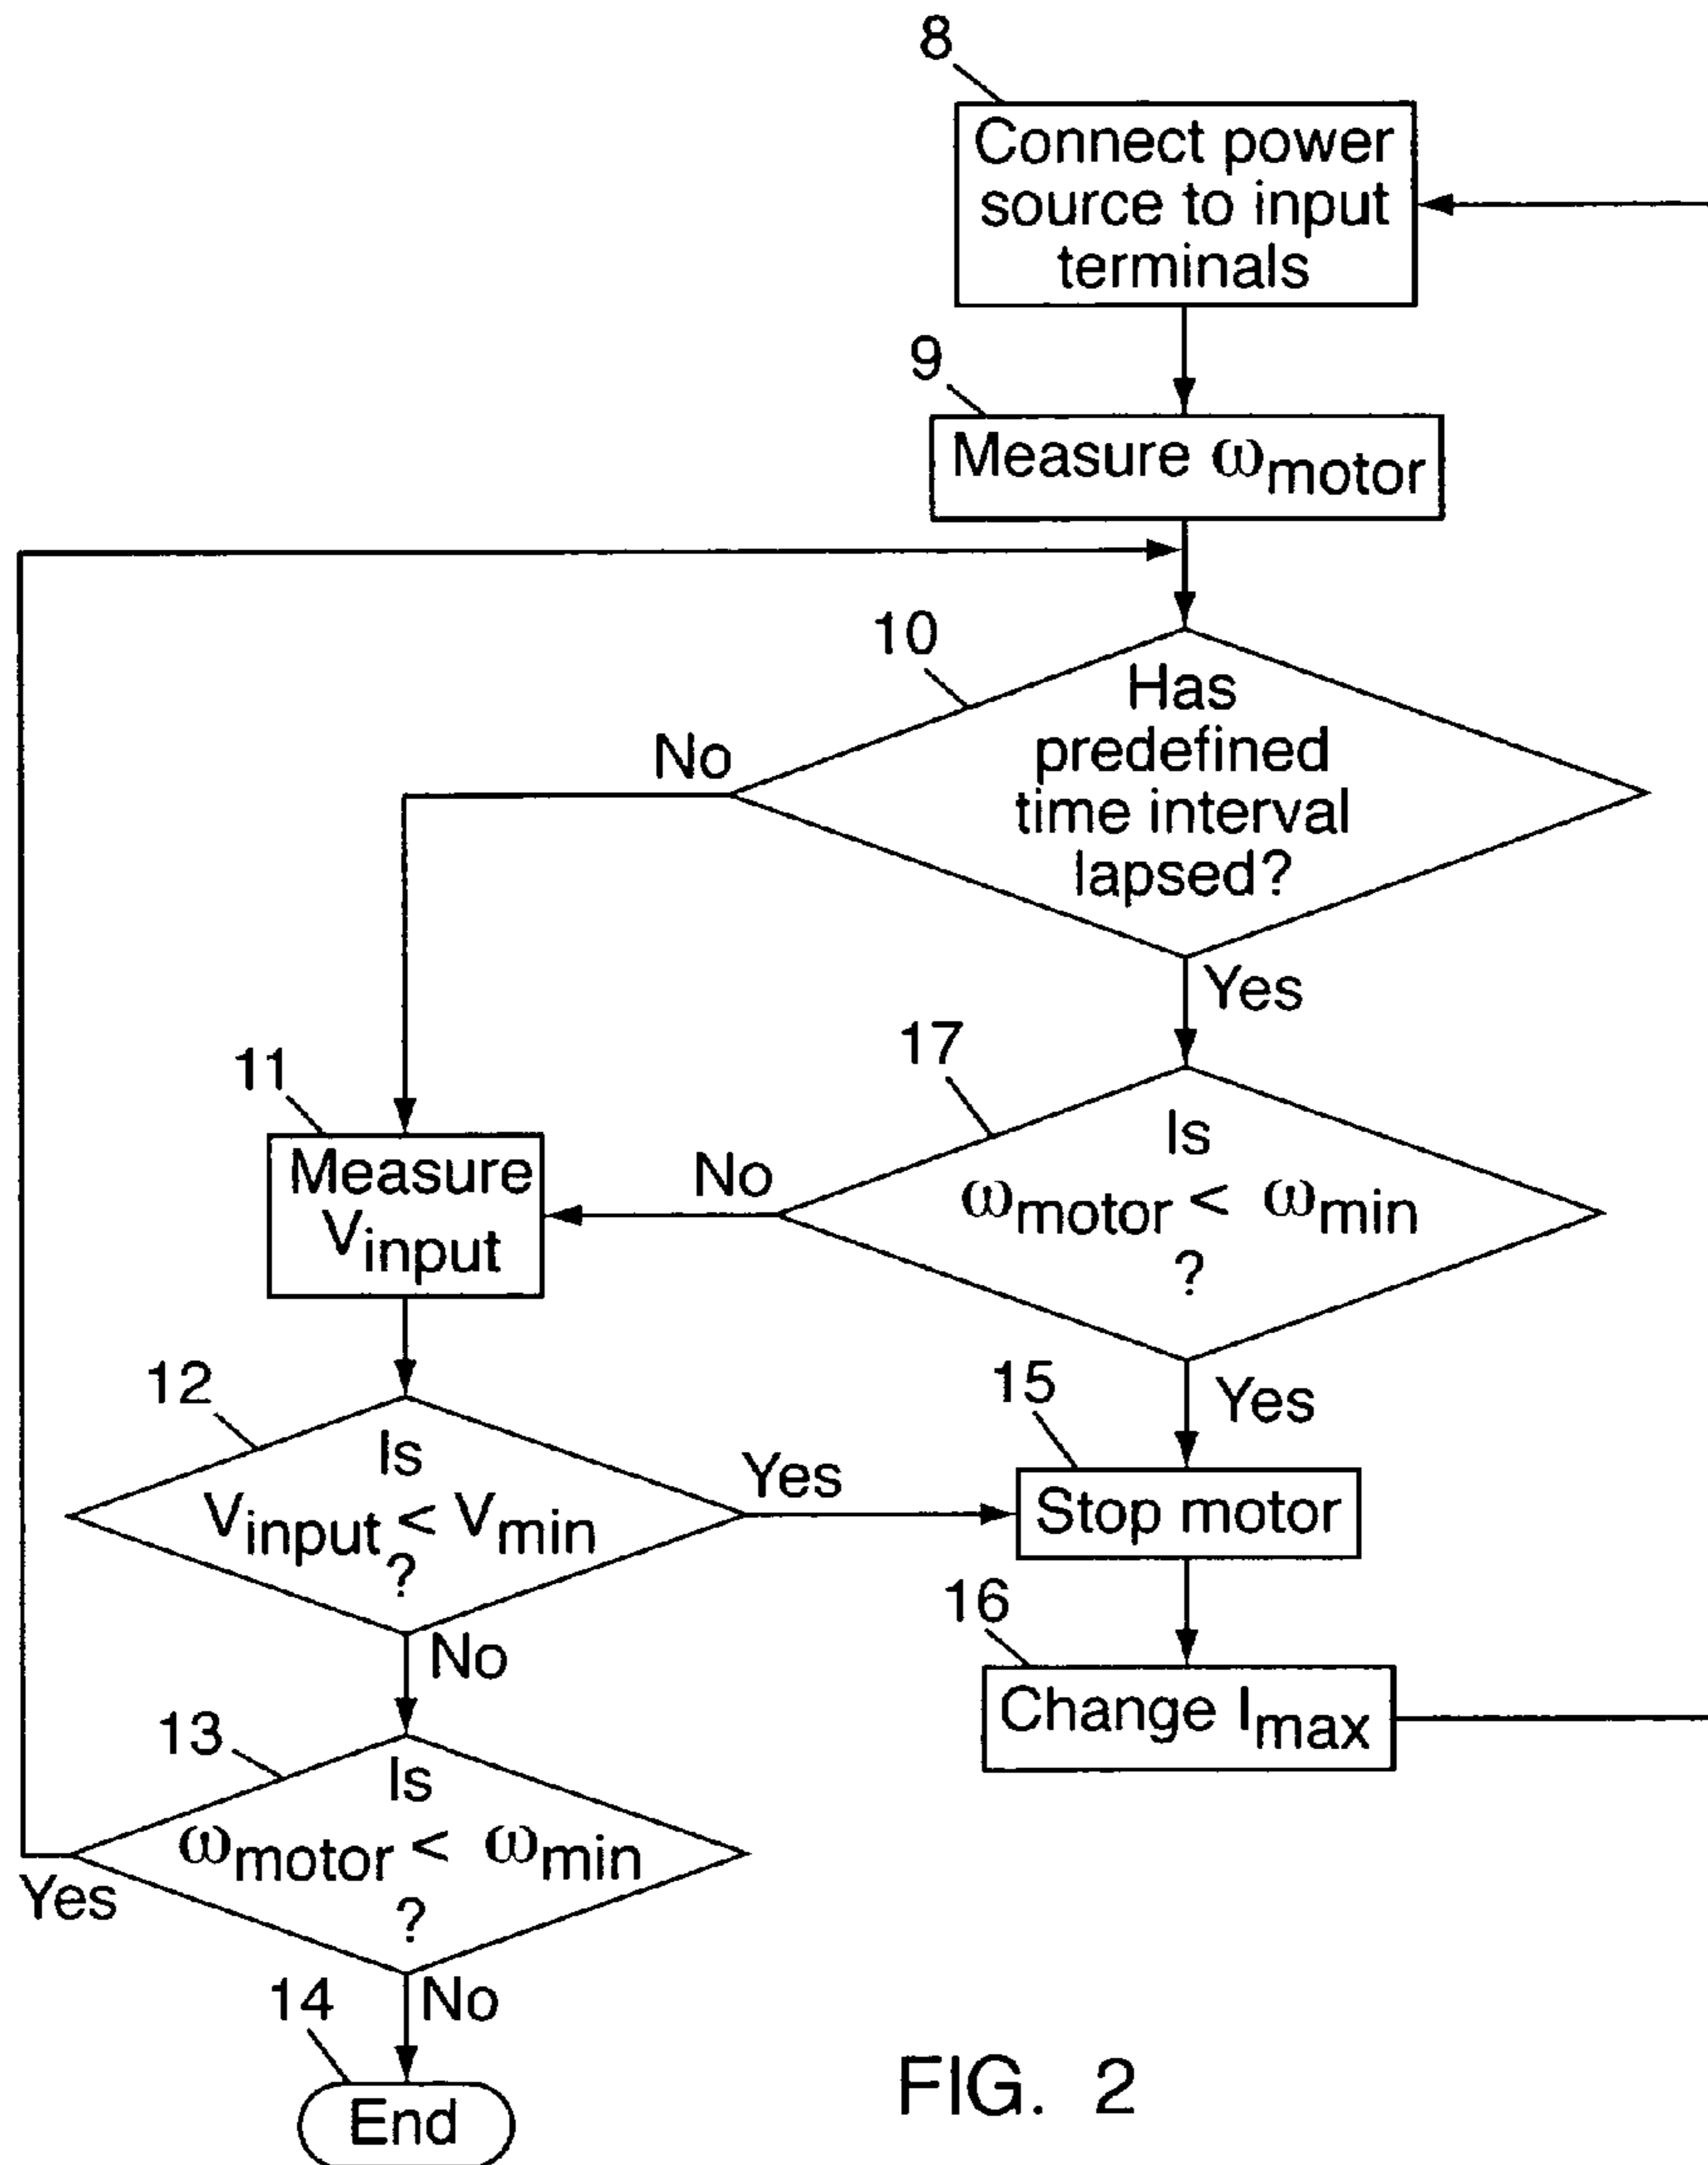 8
Connect power
source to input
terminals
9
Measure ωmotor
10
Has
predefined
time interval
lapsed?
No
Yes
17
Is
ωmotor < ωmin
?
No
Yes
11
Measure
Vinput
12
Is
Vinput < Vmin
?
Yes
No
15
Stop motor
16
Change Imax
13
Is
ωmotor < ωmin
?
Yes
No
14
End
FIG. 2